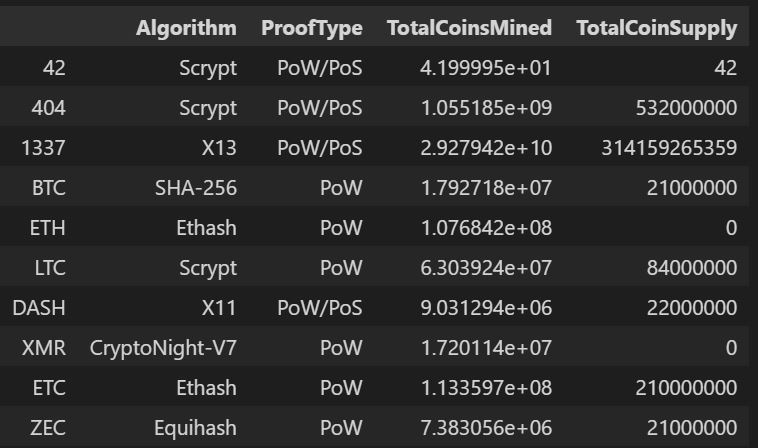 Algorithm ProofType TotalCoinsMined TotalCoinSupply
42 Scrypt PoW/PoS 4.199995e+01 42
404 Scrypt PoW/PoS 1.055185e+09 532000000
1337 X13 PoW/PoS 2.927942e+10 314159265359
BTC SHA-256 PoW 1.792718e+07 21000000
ETH Ethash PoW 1.076842e+08 0
LTC Scrypt PoW 6.303924e+07 84000000
DASH X11 PoW/PoS 9.031294e+06 22000000
XMR CryptoNight-V7 PoW 1.720114e+07 0
ETC Ethash PoW 1.133597e+08 210000000
ZEC Equihash PoW 7.383056e+06 21000000